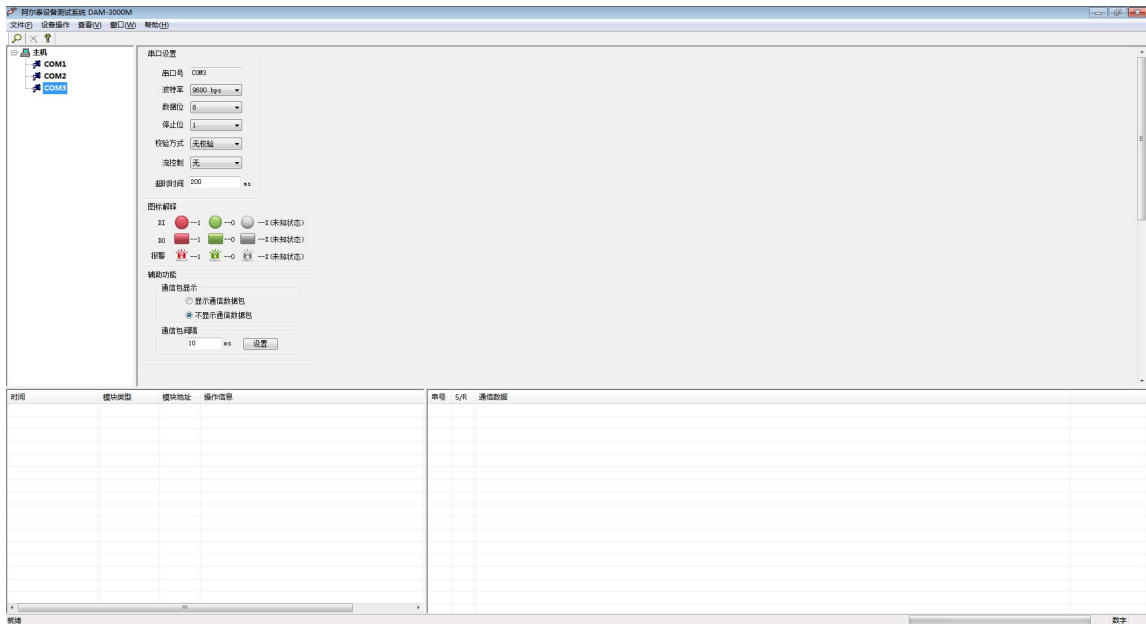 阿尔泰设备测试系统 DAM-3000M
文件(F) 设备操作 查看(V) 窗口(W) 帮助(H)
主机
COM1
COM2
COM3
串口设置
串口号 COM3
波特率 9600 bps
数据位 8
停止位 1
校验方式 无校验
流控制 无
超时时间 200 ms
图标解释
DI --1 --0 --X(未知状态)
DO --1 --0 --X(未知状态)
报警 --1 --0 --X(未知状态)
辅助功能
通信包显示
显示通信数据包
不显示通信数据包
通信包间隔
10 ms 设置
时间 模块类型 模块地址 操作信息
串号 S/R 通信数据
就绪 数字